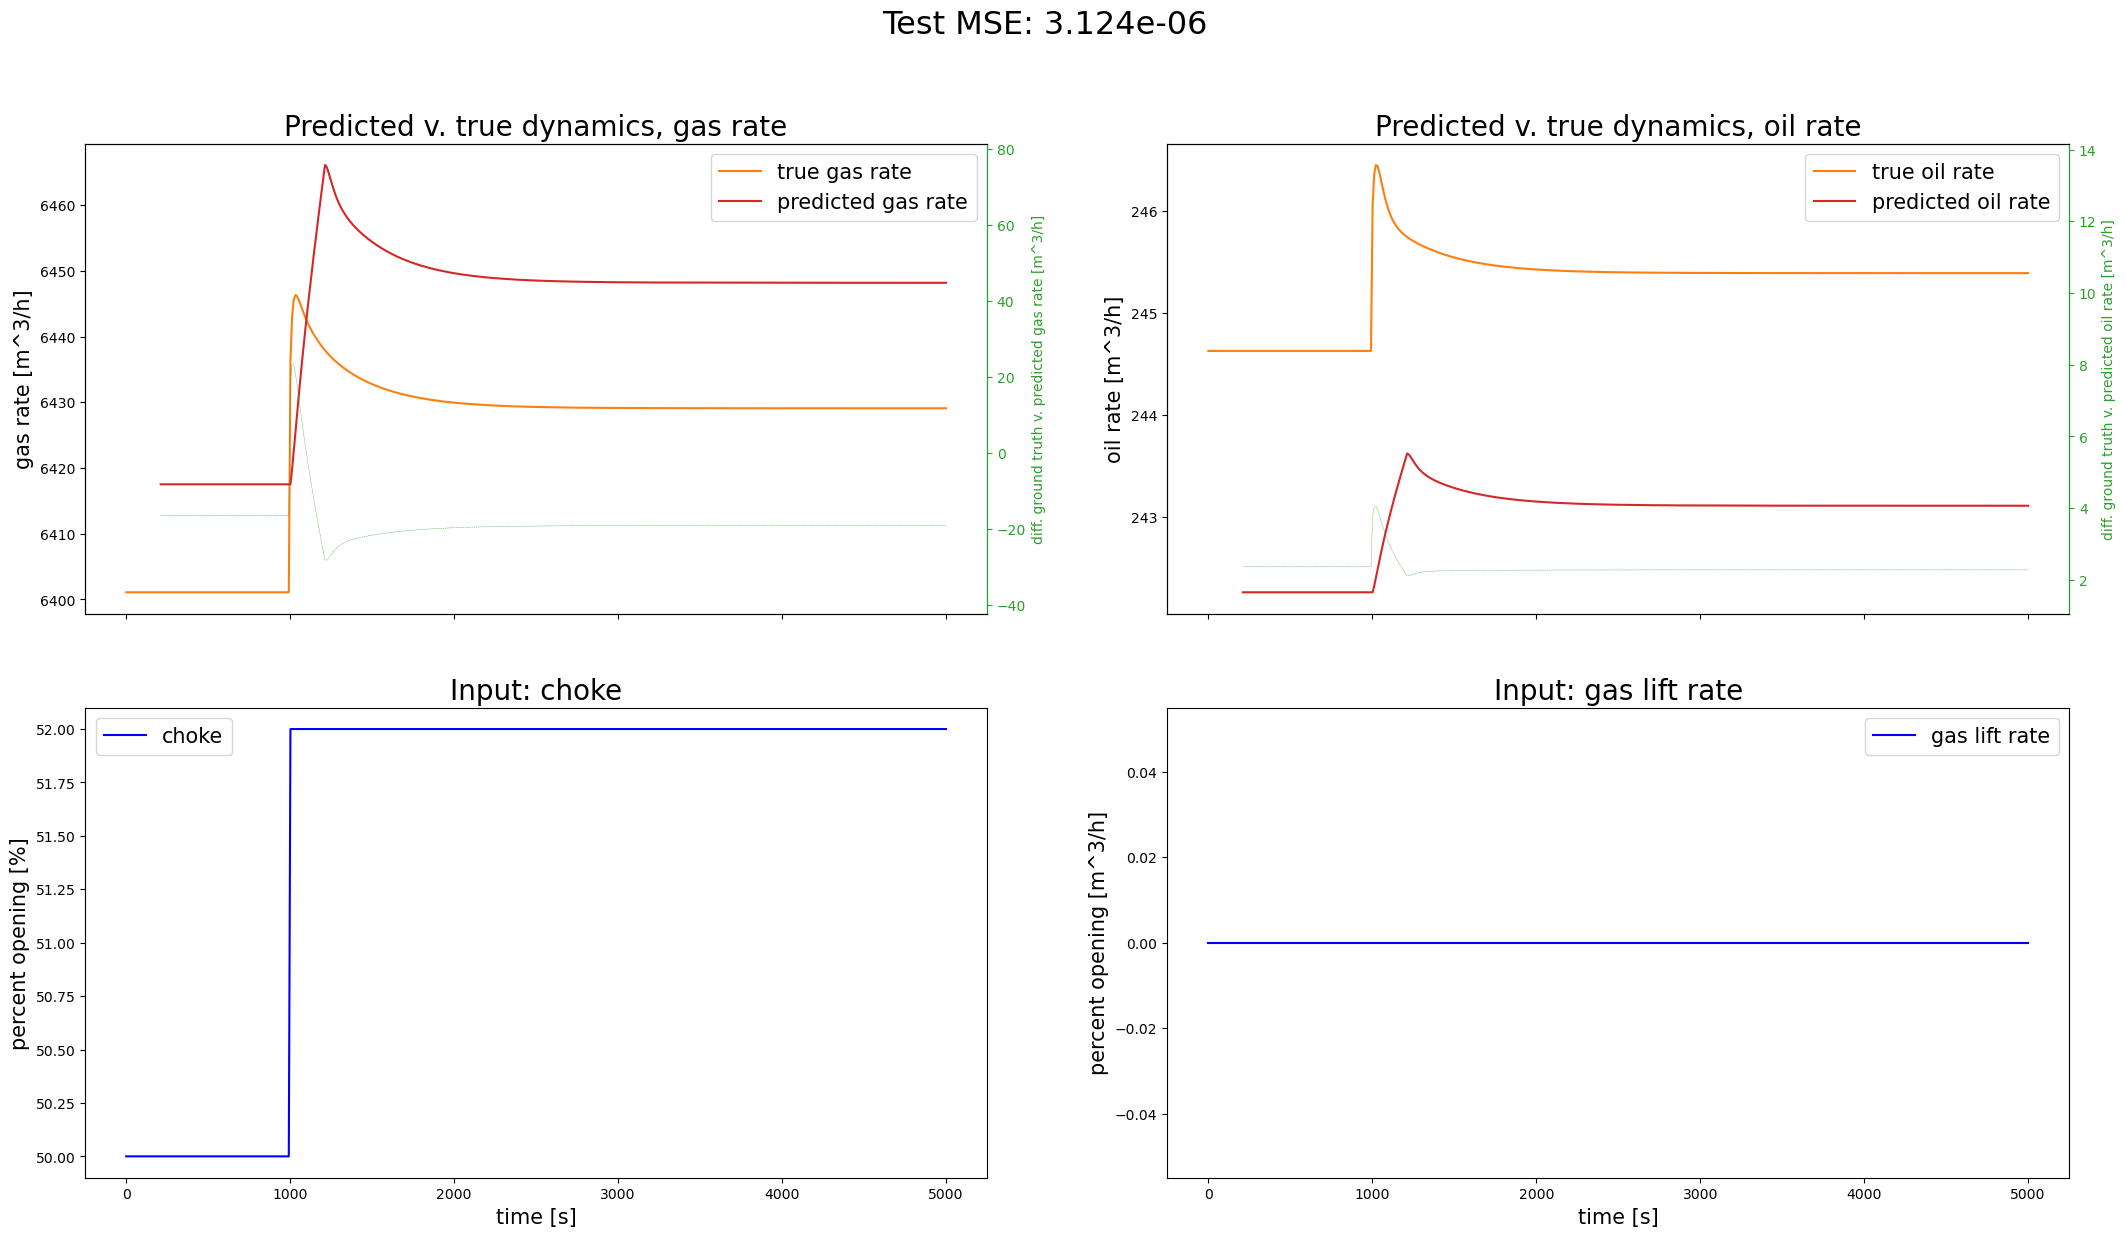 Test MSE: 3.124e-06
Predicted v. true dynamics, gas rate
gas rate [m^3/h]
6460
6450
6440
6430
6420
6410
6400
true gas rate
predicted gas rate
80
60
40
20
0
−20
−40
diff. ground truth v. predicted gas rate [m^3/h]
Predicted v. true dynamics, oil rate
oil rate [m^3/h]
246
245
244
243
true oil rate
predicted oil rate
14
12
10
8
6
4
2
diff. ground truth v. predicted oil rate [m^3/h]
Input: choke
percent opening [%]
52.00
51.75
51.50
51.25
51.00
50.75
50.50
50.25
50.00
choke
0 1000 2000 3000 4000 5000
time [s]
Input: gas lift rate
percent opening [m^3/h]
0.04
0.02
0.00
−0.02
−0.04
gas lift rate
0 1000 2000 3000 4000 5000
time [s]